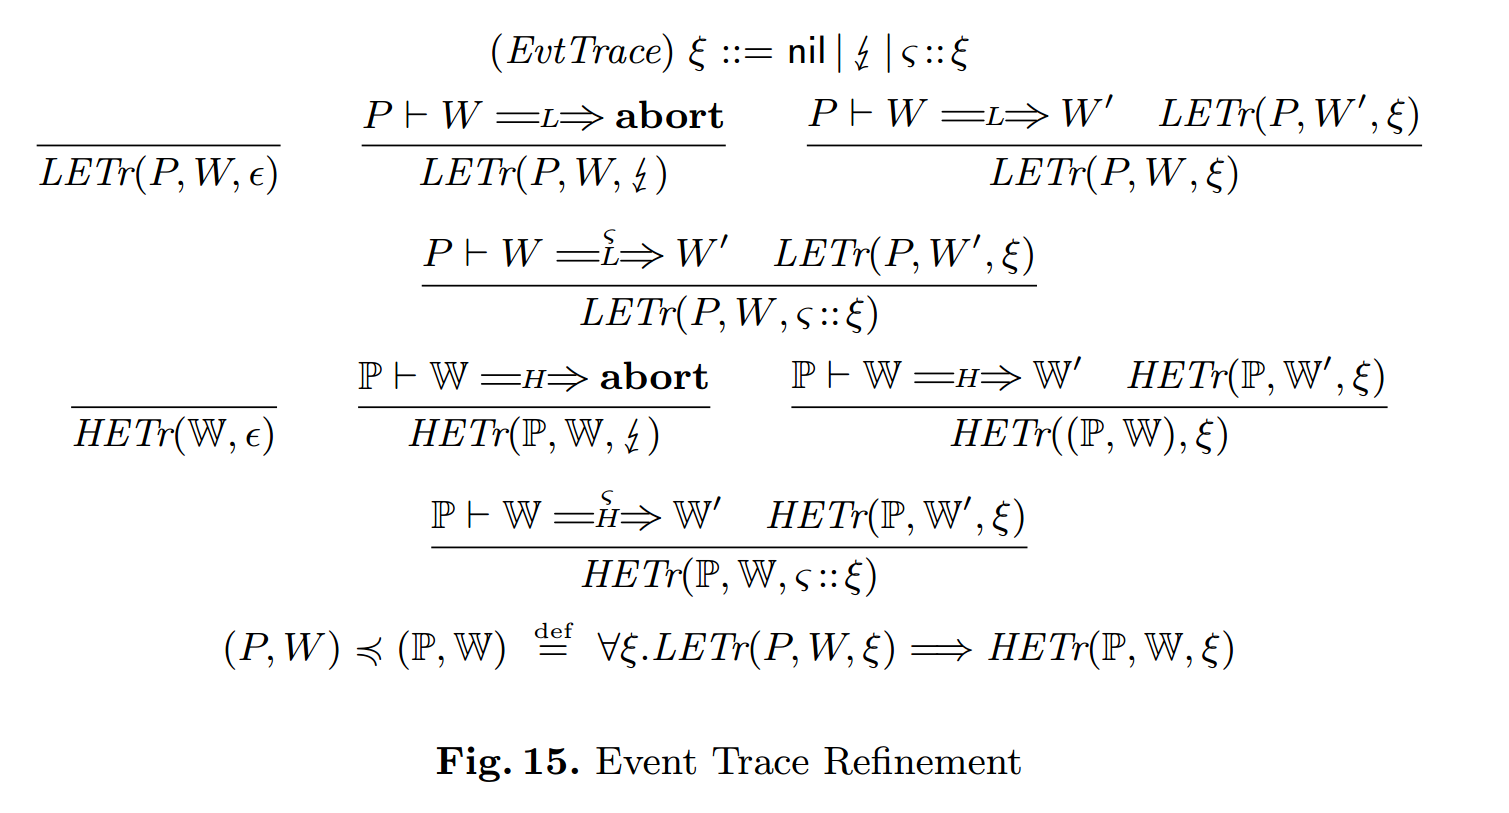 (EvtTrace) ξ ::= nil | ↯ | ς::ξ
P ⊢ W ==L⇒ abort    P ⊢ W ==L⇒ W′    LETr(P, W′, ξ)
LETr(P, W, ϵ)    LETr(P, W, ↯)    LETr(P, W, ξ)
ς
P ⊢ W ==L⇒ W′    LETr(P, W′, ξ)
LETr(P, W, ς::ξ)
ℙ ⊢ 𝕎 ==H⇒ abort    ℙ ⊢ 𝕎 ==H⇒ 𝕎′    HETr(ℙ, 𝕎′, ξ)
HETr(𝕎, ϵ)    HETr(ℙ, 𝕎, ↯)    HETr((ℙ, 𝕎), ξ)
ς
ℙ ⊢ 𝕎 ==H⇒ 𝕎′    HETr(ℙ, 𝕎′, ξ)
HETr(ℙ, 𝕎, ς::ξ)
def
(P, W) ≼ (ℙ, 𝕎) = ∀ξ.LETr(P, W, ξ) ⟹ HETr(ℙ, 𝕎, ξ)
Fig. 15. Event Trace Refinement